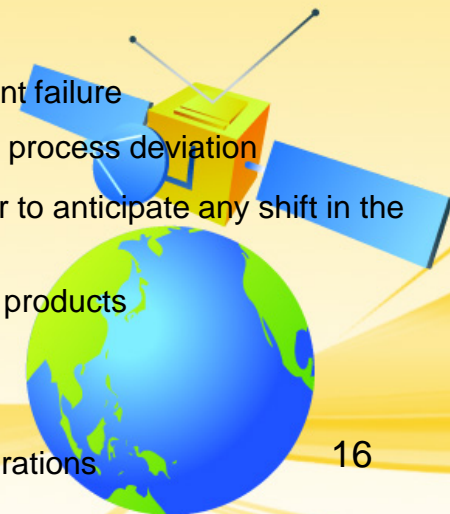 nt failure
process deviation
r to anticipate any shift in the
products
rations
16